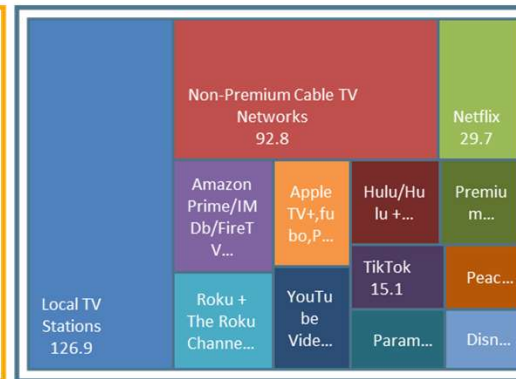 Non-Premium Cable TV
Networks
92.8
Netflix
29.7
Amazon
Prime/IM
Db/FireT
V...
Apple
TV+,fu
bo,P...
Hulu/Hu
lu +...
Premiu
m...
TikTok
15.1
Peac...
Local TV
Stations
126.9
Roku +
The Roku
Channe...
YouTu
be
Vide...
Param...
Disn...